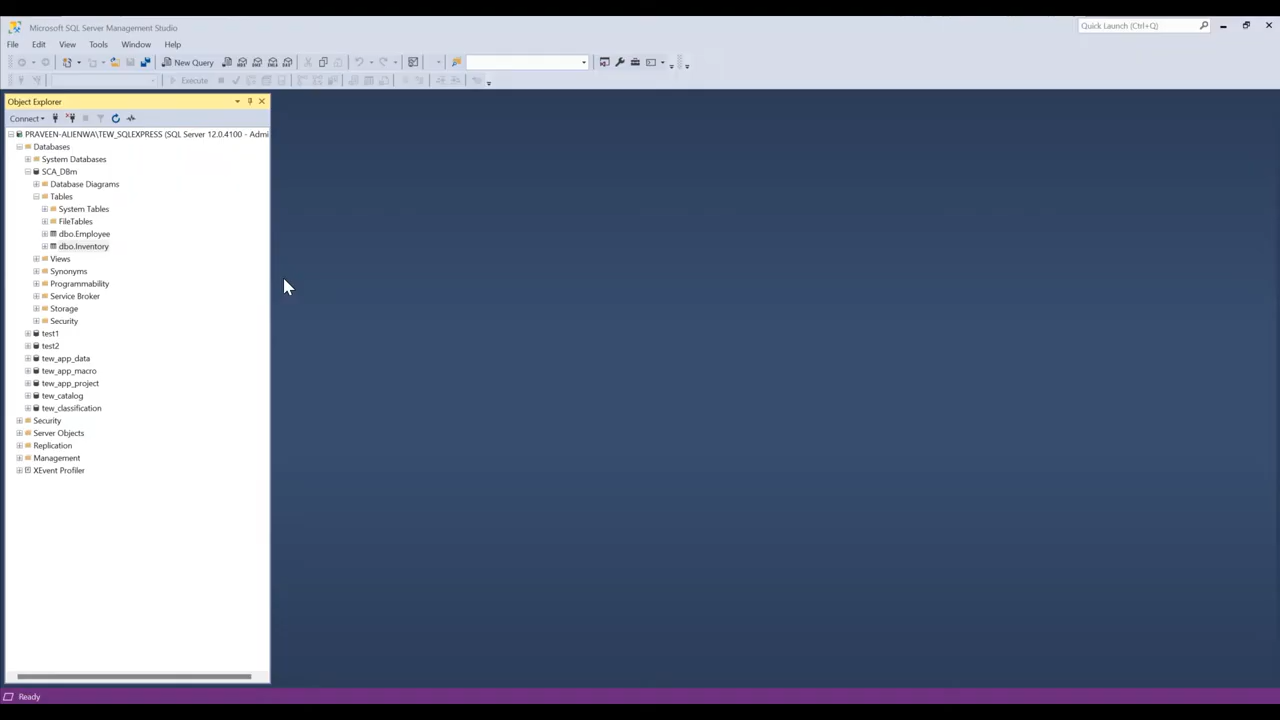 Microsoft SQL Server Management Studio
Quick Launch (Ctrl+Q)
File Edit View Tools Window Help
New Query
Execute
Object Explorer
Connect
PRAVEEN-ALIENWA\TEW_SQLEXPRESS (SQL Server 12.0.4100 - Admi
Databases
System Databases
SCA_DBm
Database Diagrams
Tables
System Tables
FileTables
dbo.Employee
dbo.Inventory
Views
Synonyms
Programmability
Service Broker
Storage
Security
test1
test2
tew_app_data
tew_app_macro
tew_app_project
tew_catalog
tew_classification
Security
Server Objects
Replication
Management
XEvent Profiler
Ready